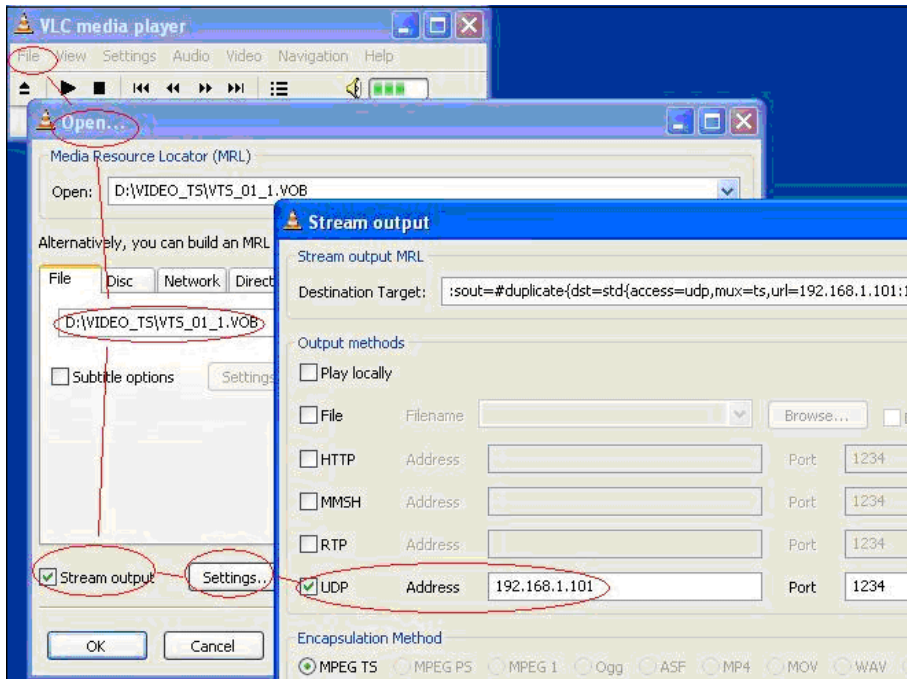 VLC media player
File View Settings Audio Video Navigation Help
Open...
Media Resource Locator (MRL)
Open: D:\VIDEO_TS\VTS_01_1.VOB
Alternatively, you can build an MRL
File Disc Network Direct
D:\VIDEO_TS\VTS_01_1.VOB
Subtitle options Settings
Stream output Settings..
OK Cancel
Stream output
Stream output MRL
Destination Target: :sout=#duplicate{dst=std{access=udp,mux=ts,url=192.168.1.101:1
Output methods
Play locally
File Filename Browse...
HTTP Address Port 1234
MMSH Address Port 1234
RTP Address Port 1234
UDP Address 192.168.1.101 Port 1234
Encapsulation Method
MPEG TS MPEG PS MPEG 1 Ogg ASF MP4 MOV WAV